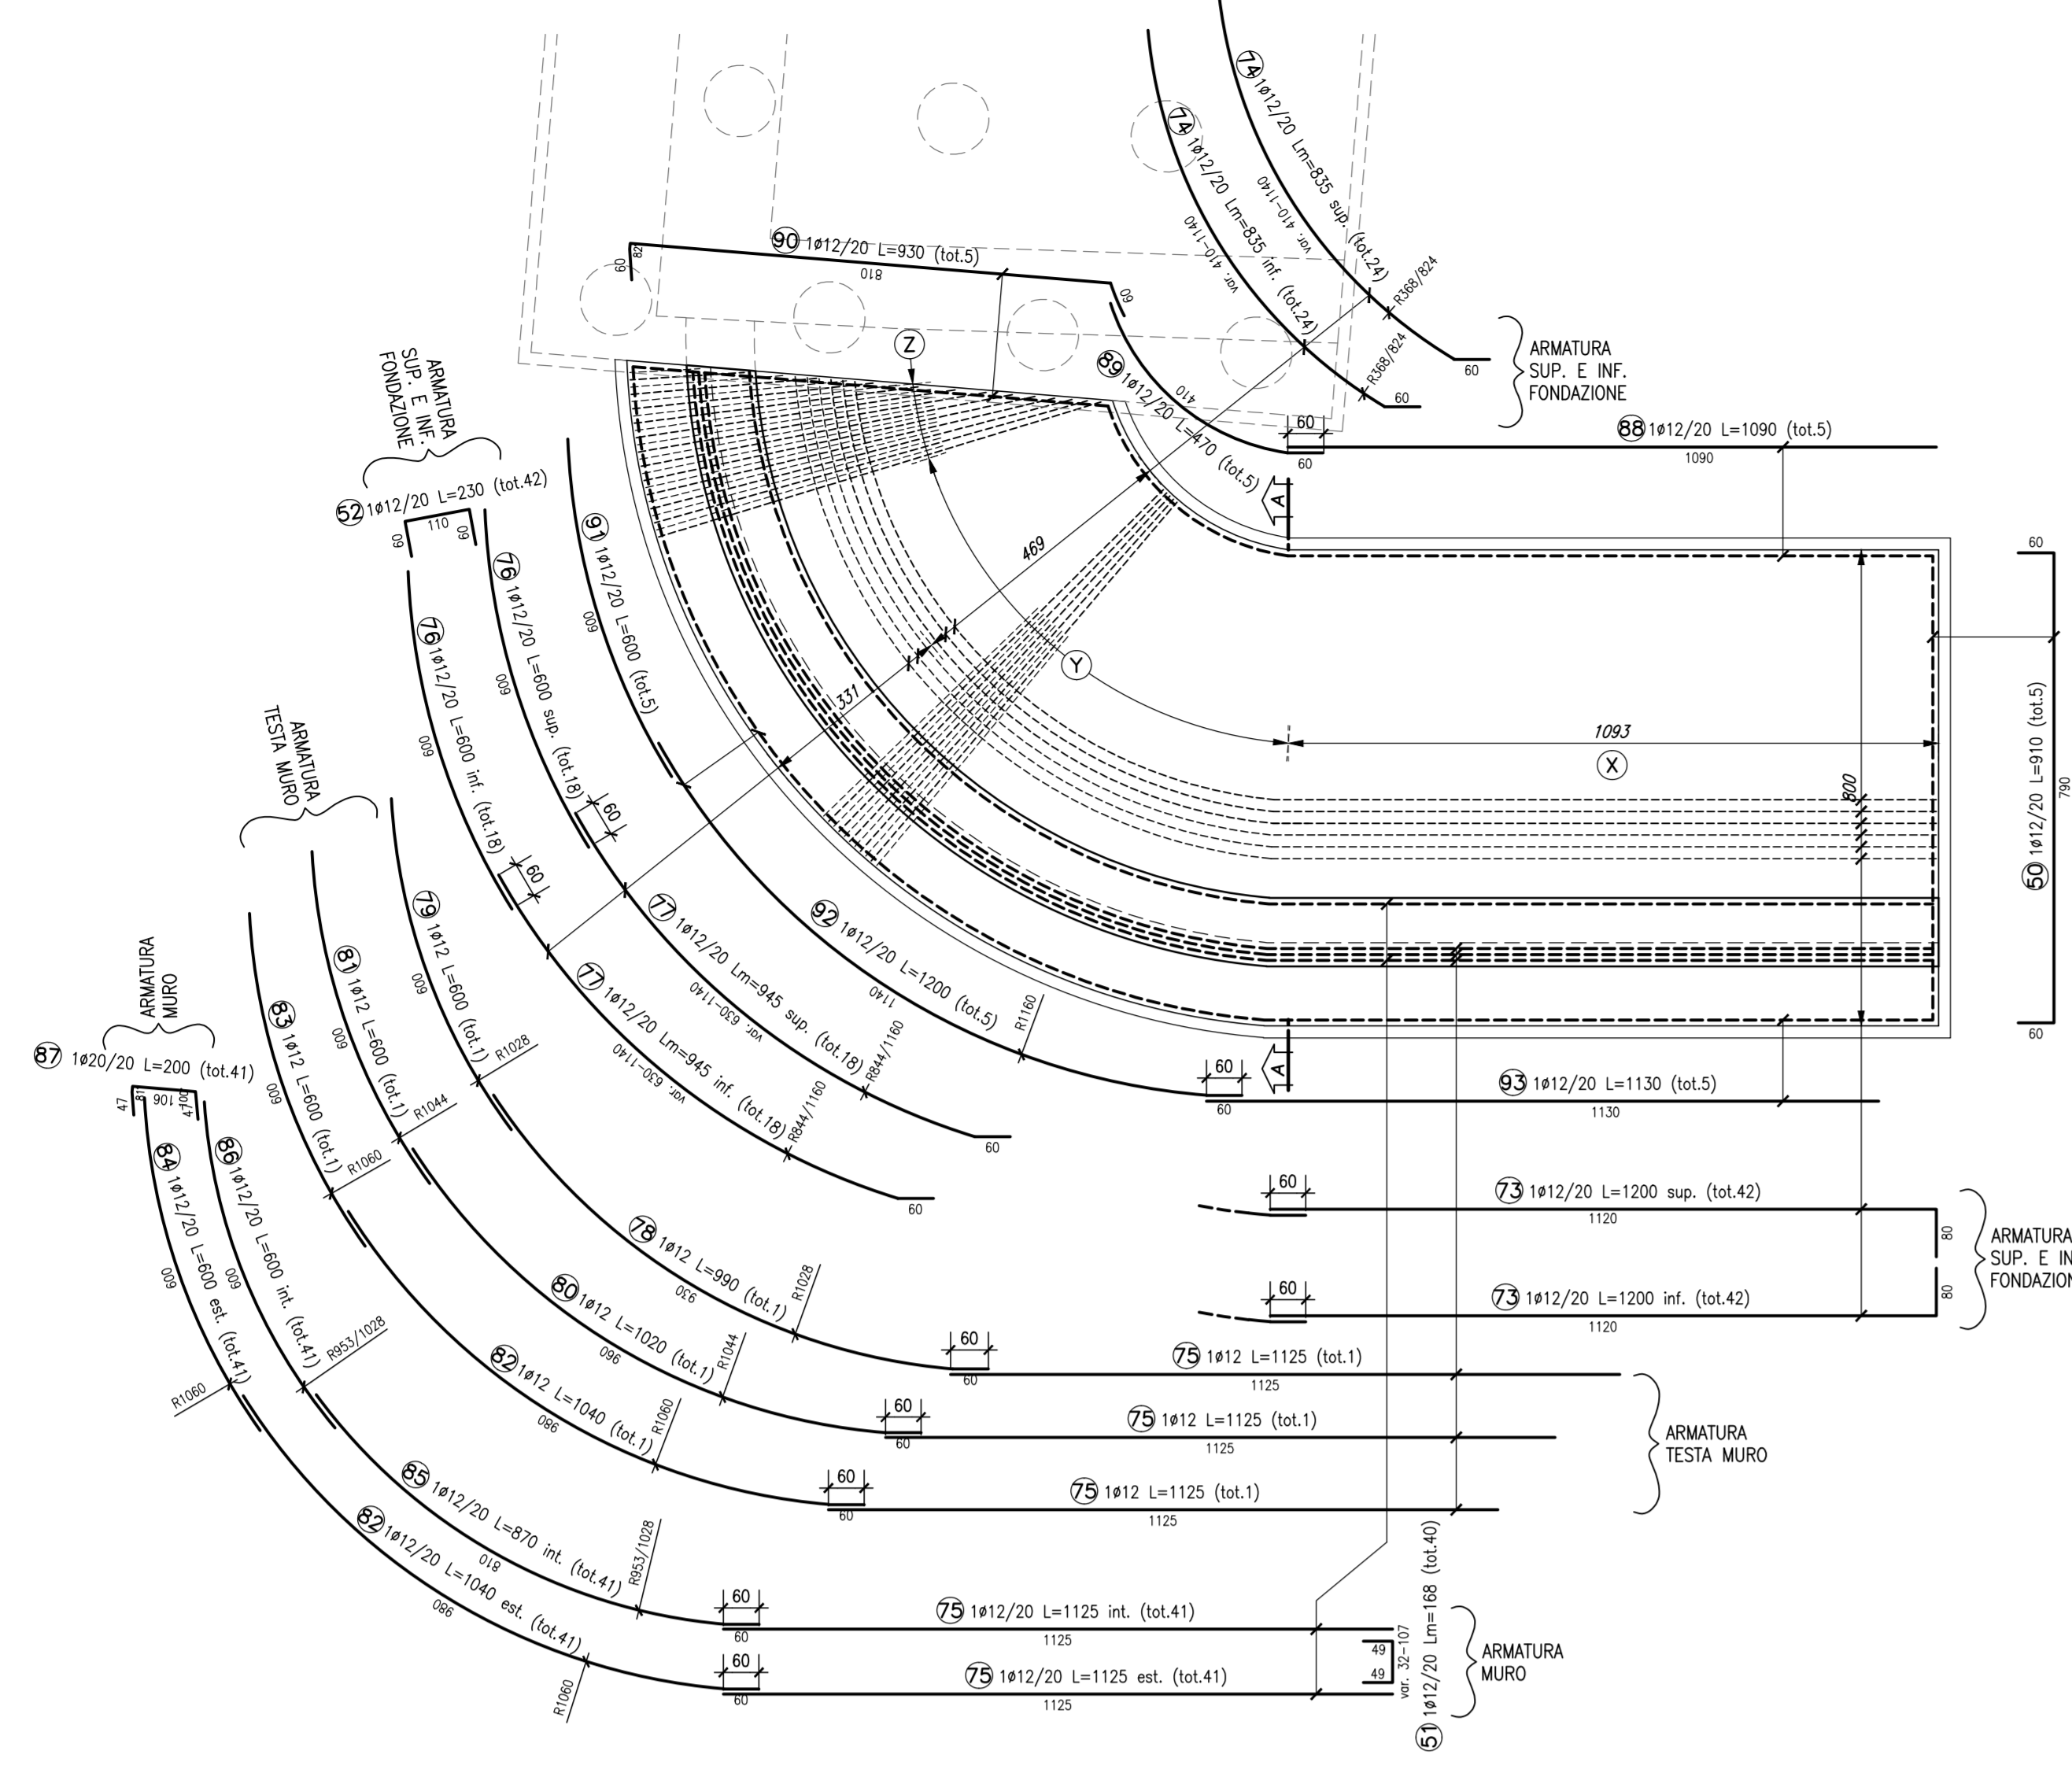 74 1ø12/20 Lm=835 sup. (tot.24)
var. 410-1140
R368/824
60
74 1ø12/20 Lm=835 inf. (tot.24)
var. 410-1140
R368/824
60
ARMATURA
SUP. E INF.
FONDAZIONE
90 1ø12/20 L=930 (tot.5)
810
60
82
60
Z
89 1ø12/20 L=470 (tot.5)
410
60
60
88 1ø12/20 L=1090 (tot.5)
1090
A
ARMATURA
SUP. E INF.
FONDAZIONE
52 1ø12/20 L=230 (tot.42)
110
60
60
91 1ø12/20 L=600 (tot.5)
600
76 1ø12/20 L=600 sup. (tot.18)
600
60
76 1ø12/20 L=600 inf. (tot.18)
600
60
469
331
Y
1093
X
800
60
50 1ø12/20 L=910 (tot.5)
790
60
77 1ø12/20 Lm=945 sup. (tot.18)
var. 630-1140
R844/1160
60
77 1ø12/20 Lm=945 inf. (tot.18)
var. 630-1140
R844/1160
60
92 1ø12/20 L=1200 (tot.5)
1140
R1160
60
60
A
93 1ø12/20 L=1130 (tot.5)
1130
ARMATURA
TESTA MURO
79 1ø12 L=600 (tot.1)
600
R1028
81 1ø12 L=600 (tot.1)
600
R1044
83 1ø12 L=600 (tot.1)
600
R1060
ARMATURA
MURO
87 1ø20/20 L=200 (tot.41)
47
81
106
100
47
84 1ø12/20 L=600 est. (tot.41)
600
R1060
86 1ø12/20 L=600 int. (tot.41)
600
R953/1028
60
73 1ø12/20 L=1200 sup. (tot.42)
1120
80
60
73 1ø12/20 L=1200 inf. (tot.42)
1120
80
ARMATURA
SUP. E IN
FONDAZION
78 1ø12 L=990 (tot.1)
930
R1028
60
60
75 1ø12 L=1125 (tot.1)
1125
80 1ø12 L=1020 (tot.1)
960
R1044
60
60
75 1ø12 L=1125 (tot.1)
1125
82 1ø12 L=1040 (tot.1)
980
R1060
60
60
75 1ø12 L=1125 (tot.1)
1125
ARMATURA
TESTA MURO
85 1ø12/20 L=870 int. (tot.41)
810
R953/1028
60
60
75 1ø12/20 L=1125 int. (tot.41)
1125
82 1ø12/20 L=1040 est. (tot.41)
980
R1060
60
60
75 1ø12/20 L=1125 est. (tot.41)
1125
49
49
var. 32-107
51 1ø12/20 Lm=168 (tot.40)
ARMATURA
MURO